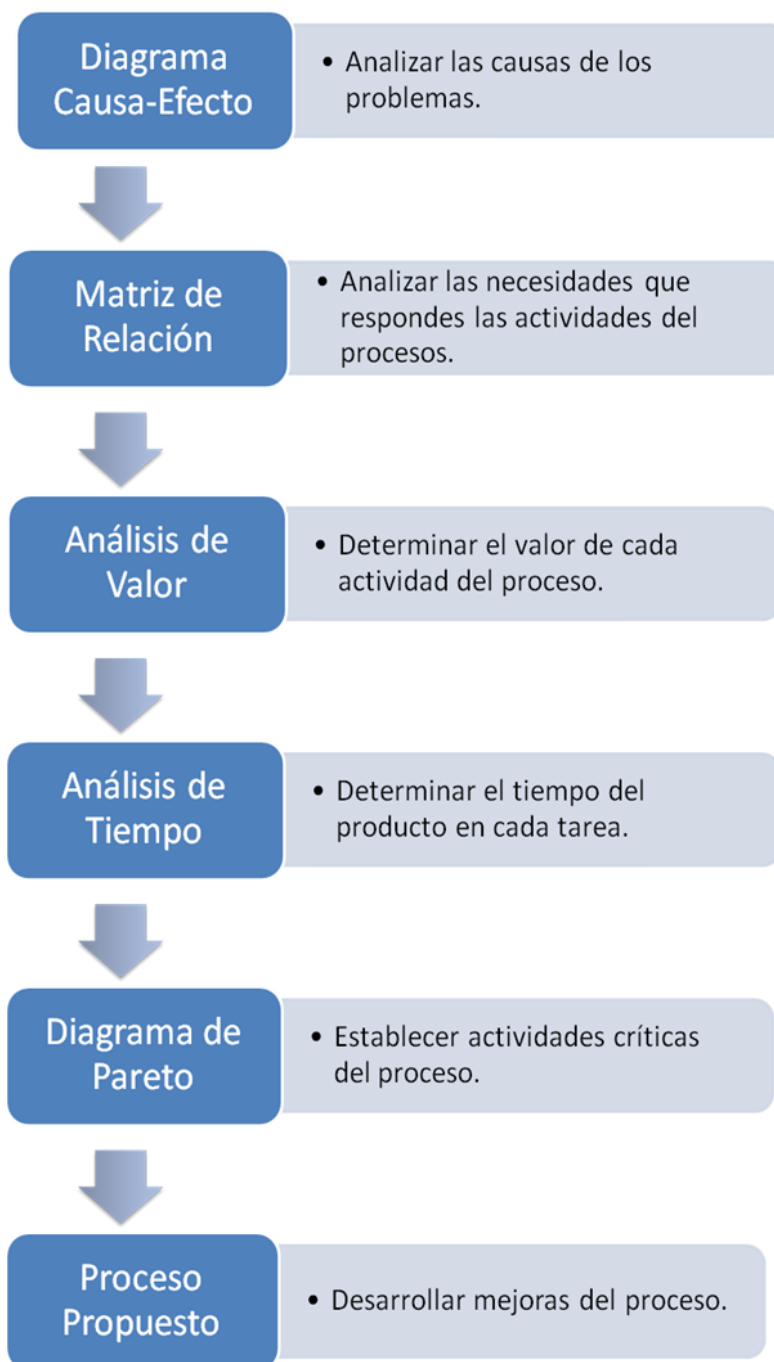 Diagrama
Causa-Efecto
• Analizar las causas de los
problemas.
Matriz de
Relación
• Analizar las necesidades que
respondes las actividades del
procesos.
Análisis de
Valor
• Determinar el valor de cada
actividad del proceso.
Análisis de
Tiempo
• Determinar el tiempo del
producto en cada tarea.
Diagrama de
Pareto
• Establecer actividades críticas
del proceso.
Proceso
Propuesto
• Desarrollar mejoras del proceso.